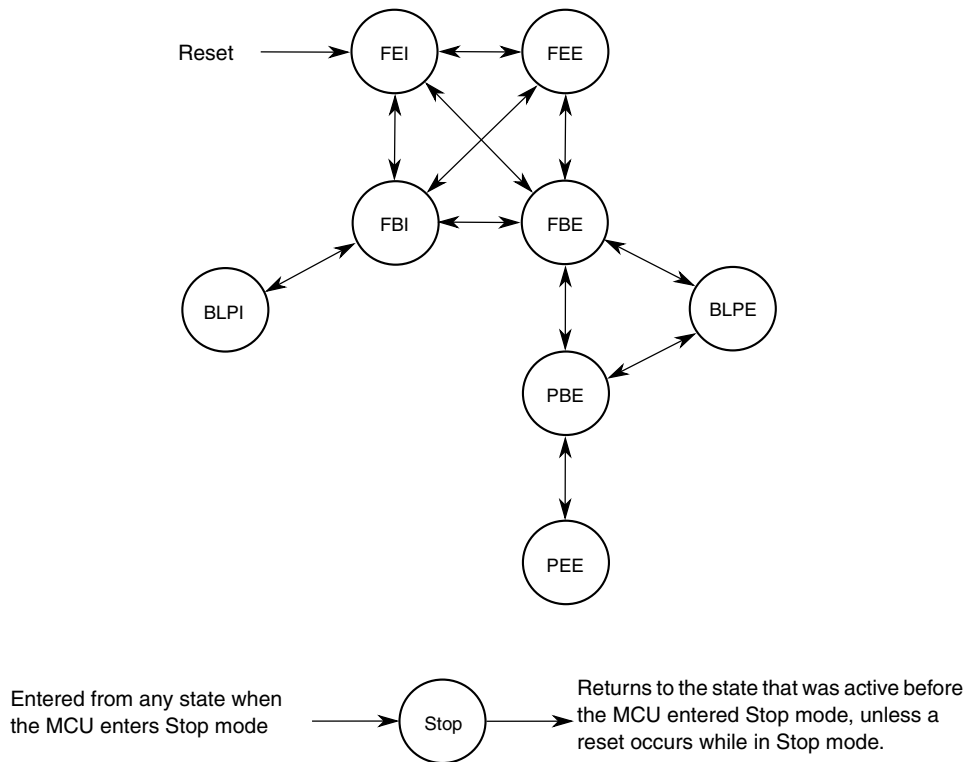 Reset
FEI
FEE
FBI
FBE
BLPI
BLPE
PBE
PEE
Entered from any state when
the MCU enters Stop mode
Stop
Returns to the state that was active before
the MCU entered Stop mode, unless a
reset occurs while in Stop mode.